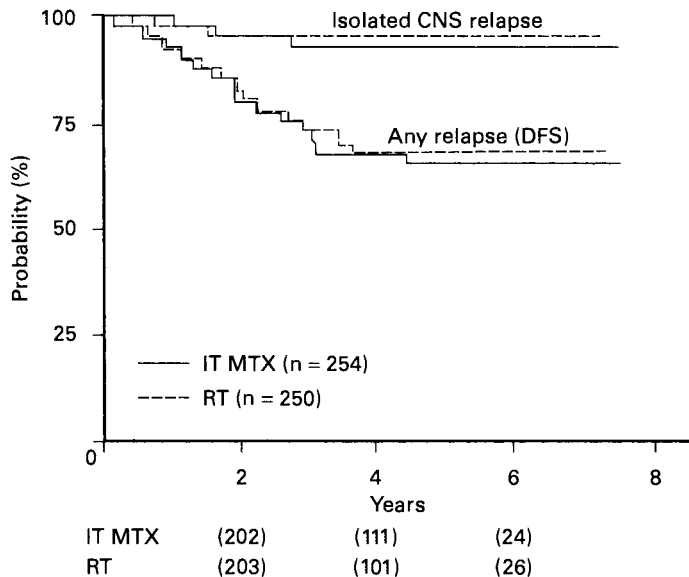 100
Isolated CNS relapse
75
Any relapse (DFS)
Probability (%)
50
25
IT MTX (n = 254)
RT (n = 250)
0
2 4 6 8
Years
IT MTX (202) (111) (24)
RT (203) (101) (26)